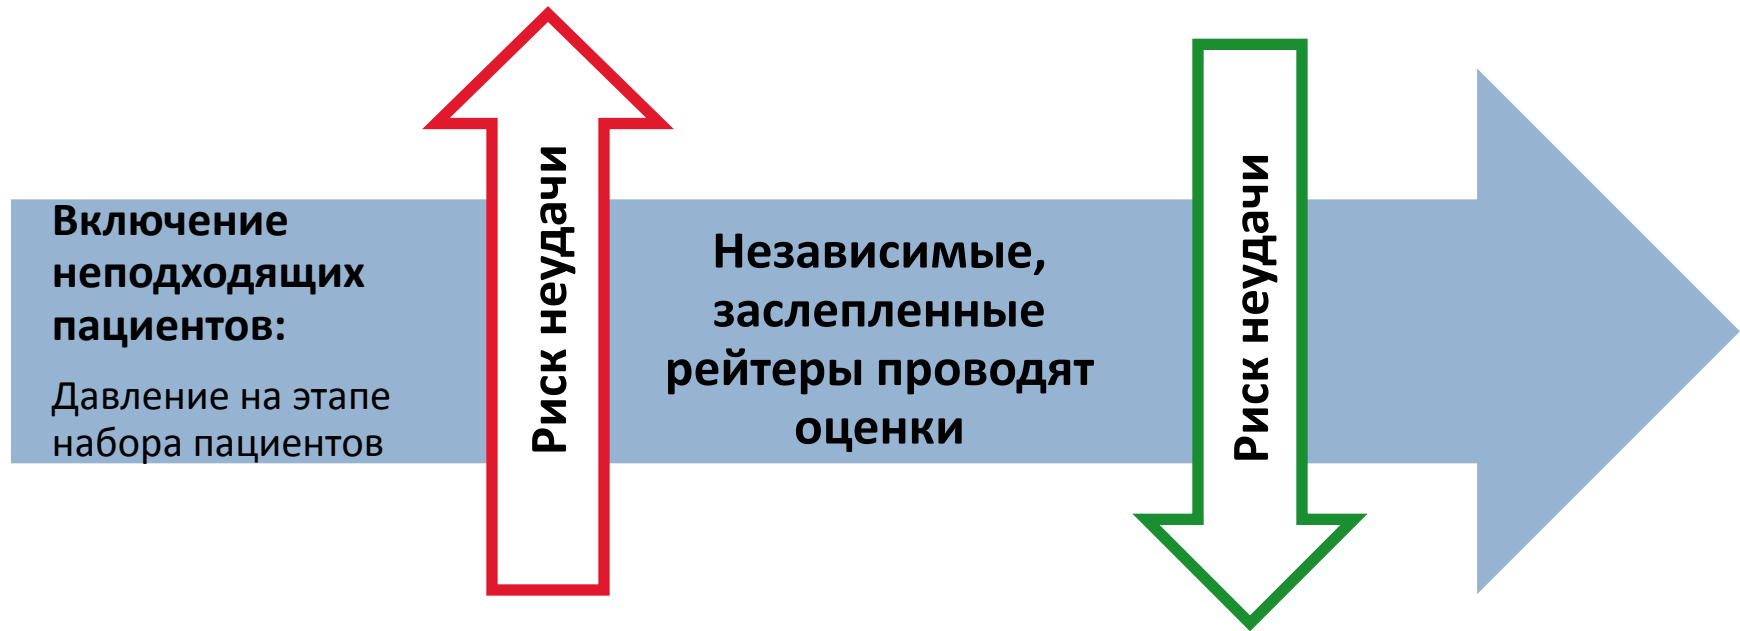 Включение
неподходящих
пациентов:
Давление на этапе
набора пациентов
Риск неудачи
Независимые,
заслепленные
рейтеры проводят
оценки
Риск неудачи